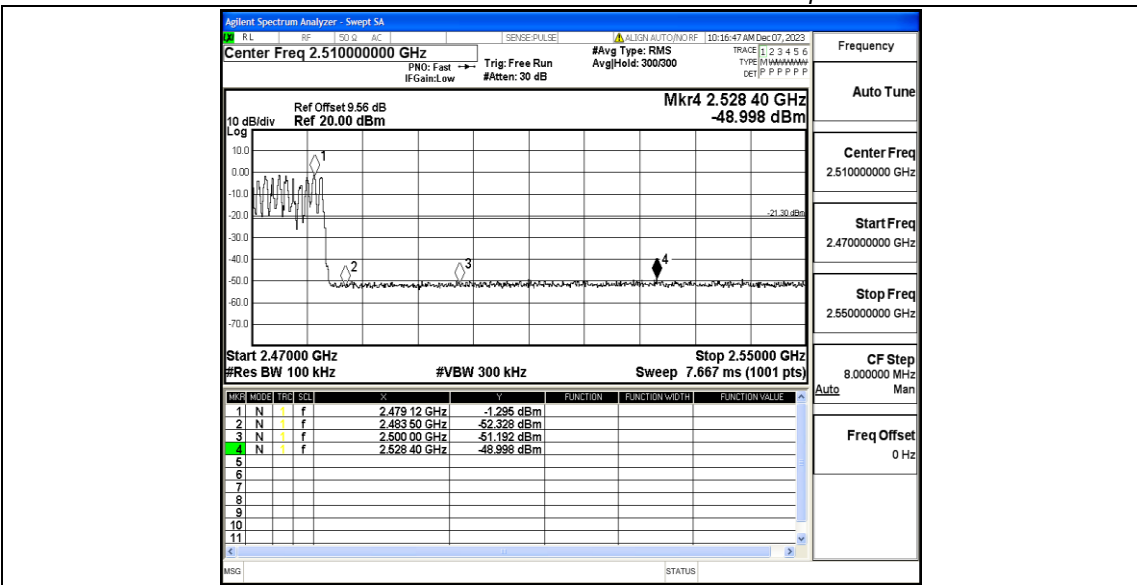 Agilent Spectrum Analyzer - Swept SA
RL RF 50 Ω AC SENSE:PULSE ALIGN AUTO/NO RF 10:16:47 AM Dec 07, 2023
Center Freq 2.510000000 GHz
PNO: Fast
IFGain:Low
Trig: Free Run
#Atten: 30 dB
#Avg Type: RMS
Avg|Hold: 300/300
TRACE 1 2 3 4 5 6
TYPE
DET P P P P P P
Ref Offset 9.56 dB
10 dB/div Ref 20.00 dBm
Log
Mkr4 2.528 40 GHz
-48.998 dBm
10.0
0.00
-10.0
-20.0
-30.0
-40.0
-50.0
-60.0
-70.0
1
2
3
4
-21.30 dBm
Start 2.47000 GHz Stop 2.55000 GHz
#Res BW 100 kHz #VBW 300 kHz Sweep 7.667 ms (1001 pts)
MKR MODE TRC SCL X Y FUNCTION FUNCTION WIDTH FUNCTION VALUE
1 N 1 f 2.479 12 GHz -1.295 dBm
2 N 1 f 2.483 50 GHz -52.328 dBm
3 N 1 f 2.500 00 GHz -51.192 dBm
4 N 1 f 2.528 40 GHz -48.998 dBm
5
6
7
8
9
10
11
MSG STATUS
Frequency
Auto Tune
Center Freq
2.510000000 GHz
Start Freq
2.470000000 GHz
Stop Freq
2.550000000 GHz
CF Step
8.000000 MHz
Auto Man
Freq Offset
0 Hz